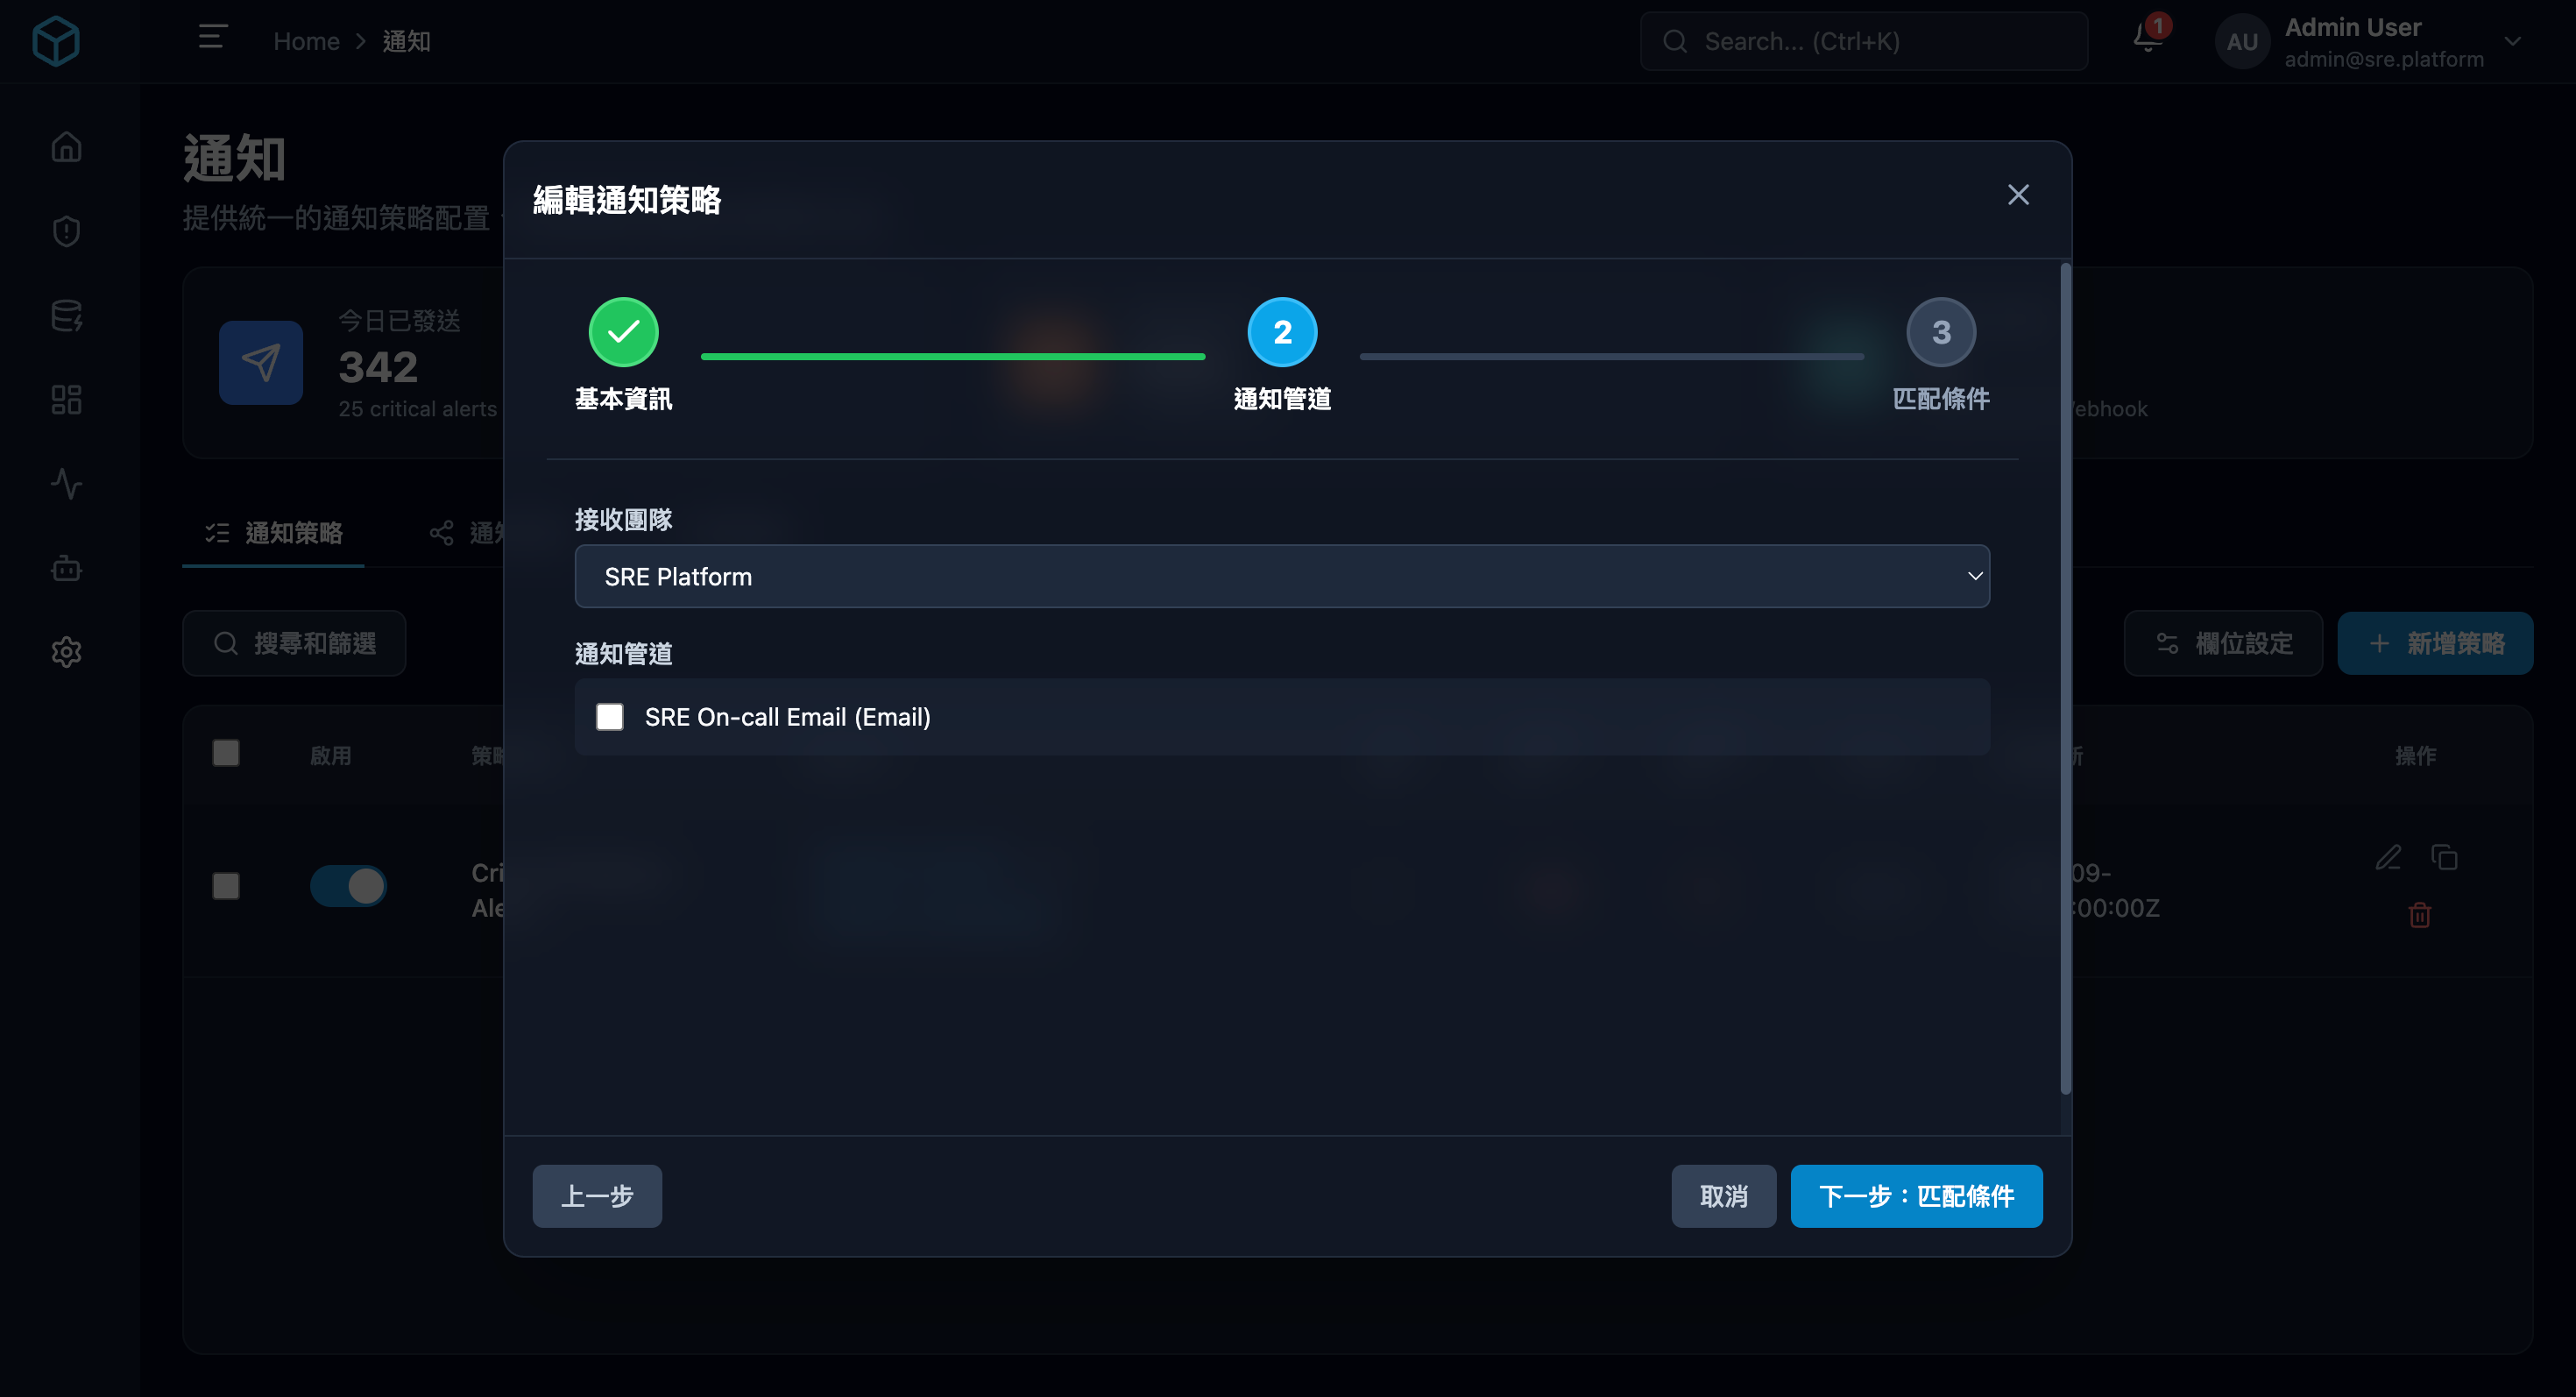 Home > 通知
Search... (Ctrl+K)
1
AU
Admin User
admin@sre.platform
通知
提供統一的通知策略配置
今日已發送
342
25 critical alerts
ebhook
通知策略
搜尋和篩選
欄位設定
+ 新增策略
啟用
操作
Cri
Ale
09-
:00:00Z
編輯通知策略
基本資訊
2
通知管道
3
匹配條件
接收團隊
SRE Platform
通知管道
SRE On-call Email (Email)
上一步
取消
下一步：匹配條件